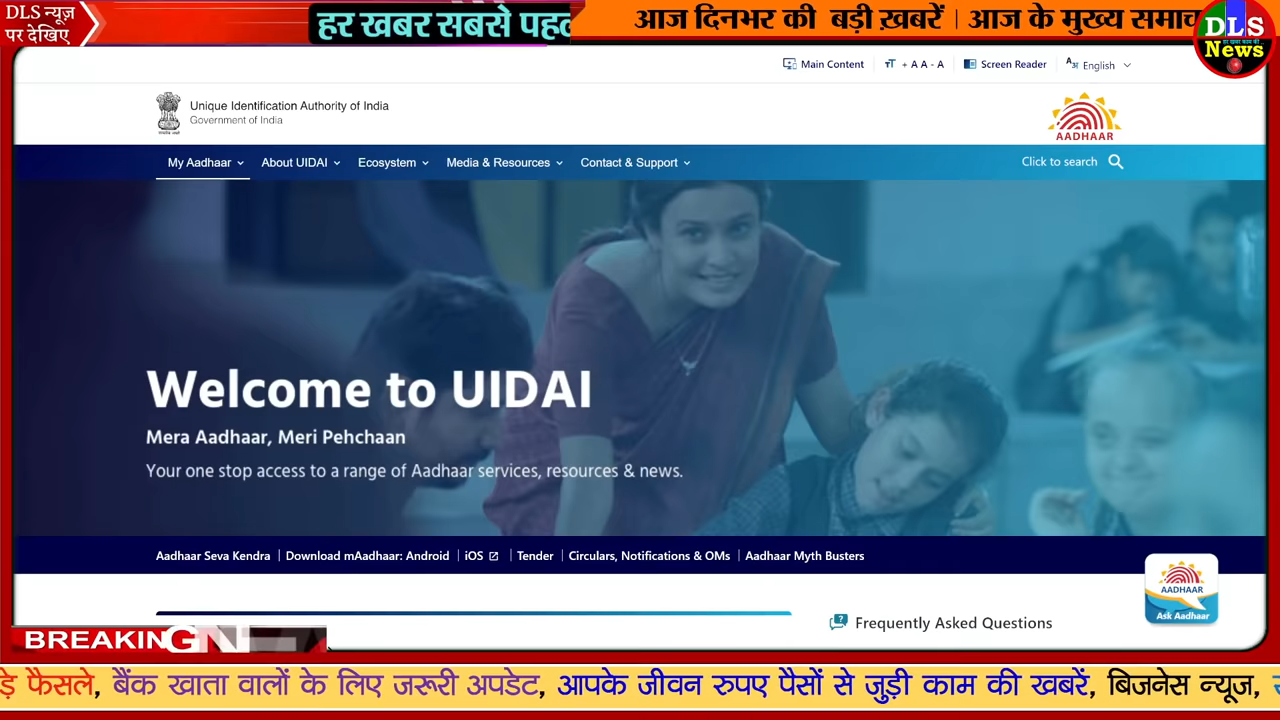 DLS न्यूज़
पर देखिए
हर खबर सबसे पहले
आज दिनभर की बड़ी ख़बरें | आज के मुख्य समाच
DLS
News
Main Content
+ A A - A
Screen Reader
English
Unique Identification Authority of India
Government of India
AADHAAR
My Aadhaar
About UIDAI
Ecosystem
Media & Resources
Contact & Support
Click to search
Welcome to UIDAI
Mera Aadhaar, Meri Pehchaan
Your one stop access to a range of Aadhaar services, resources & news.
Aadhaar Seva Kendra | Download mAadhaar: Android | iOS | Tender | Circulars, Notifications & OMs | Aadhaar Myth Busters
AADHAAR
Ask Aadhaar
Frequently Asked Questions
BREAKING
फैसले, बैंक खाता वालों के लिए जरूरी अपडेट, आपके जीवन रुपए पैसों से जुड़ी काम की खबरें, बिजनेस न्यूज,